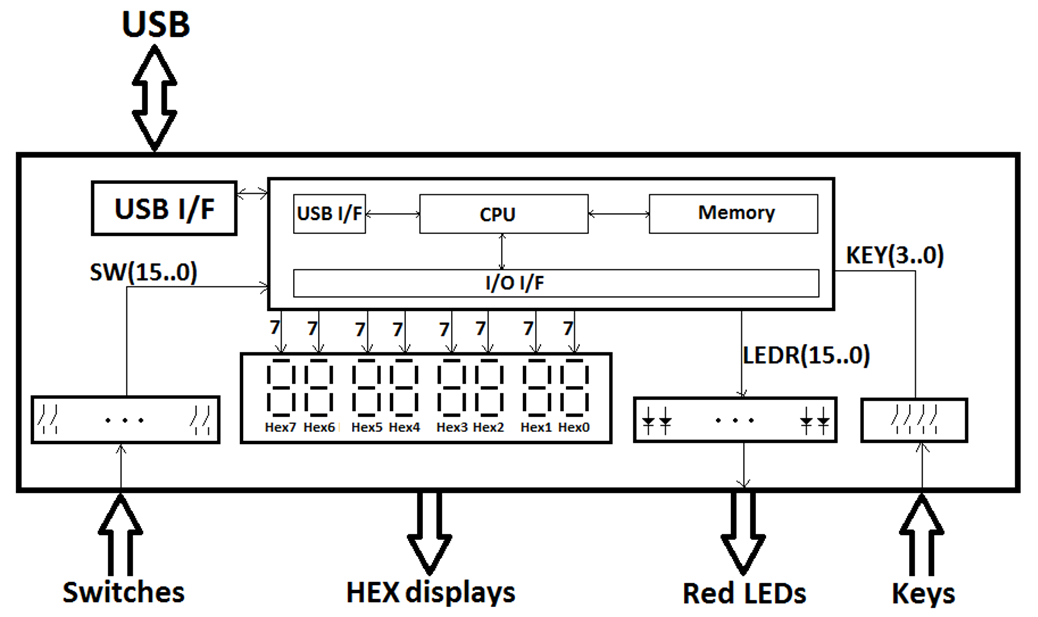 USB
USB I/F
USB I/F
CPU
Memory
SW(15..0)
KEY(3..0)
I/O I/F
7 7 7 7 7 7 7 7
LEDR(15..0)
Hex7 Hex6 Hex5 Hex4 Hex3 Hex2 Hex1 Hex0
Switches
HEX displays
Red LEDs
Keys